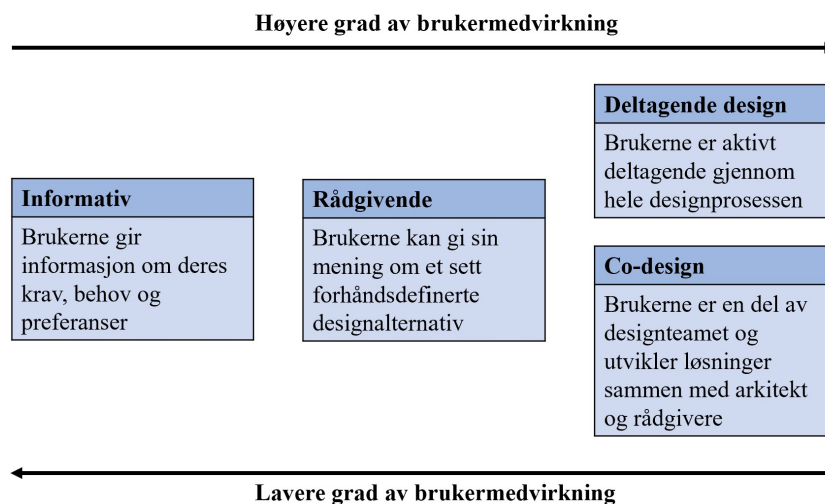 Høyere grad av brukermedvirkning
Informativ
Brukerne gir
informasjon om deres
krav, behov og
preferanser
Rådgivende
Brukerne kan gi sin
mening om et sett
forhåndsdefinerte
designalternativ
Deltagende design
Brukerne er aktivt
deltagende gjennom
hele designprosessen
Co-design
Brukerne er en del av
designteamet og
utvikler løsninger
sammen med arkitekt
og rådgivere
Lavere grad av brukermedvirkning